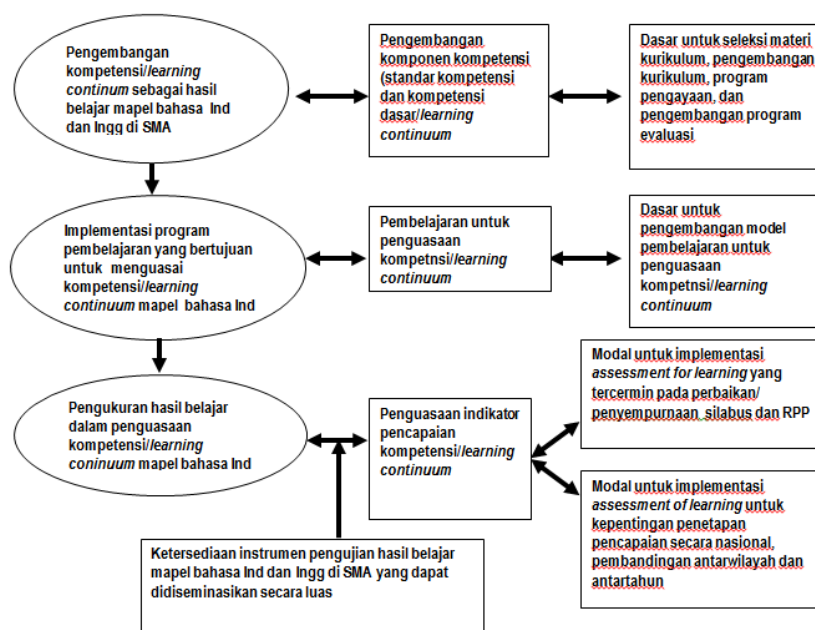 Pengembangan
kompetensi/learning
continum sebagai hasil
belajar mapel bahasa Ind
dan Ingg di SMA
Pengembangan
komponen kompetensi
(standar kompetensi
dan kompetensi
dasar/learning
continuum
Dasar untuk seleksi materi
kurikulum, pengembangan
kurikulum, program
pengayaan, dan
pengembangan program
evaluasi
Implementasi program
pembelajaran yang bertujuan
untuk menguasai
kompetensi/learning
continuum mapel bahasa Ind
Pembelajaran untuk
penguasaan
kompetnsi/learning
continuum
Dasar untuk
pengembangan model
pembelajaran untuk
penguasaan
kompetnsi/learning
continuum
Pengukuran hasil belajar
dalam penguasaan
kompetensi/learning
coninuum mapel bahasa Ind
Penguasaan indikator
pencapaian
kompetensi/learning
continuum
Modal untuk implementasi
assessment for learning yang
tercermin pada perbaikan/
penyempurnaan silabus dan RPP
Modal untuk implementasi
assessment of learning untuk
kepentingan penetapan
pencapaian secara nasional,
pembandingan antarwilayah dan
antartahun
Ketersediaan instrumen pengujian hasil belajar
mapel bahasa Ind dan Ingg di SMA yang dapat
didiseminasikan secara luas